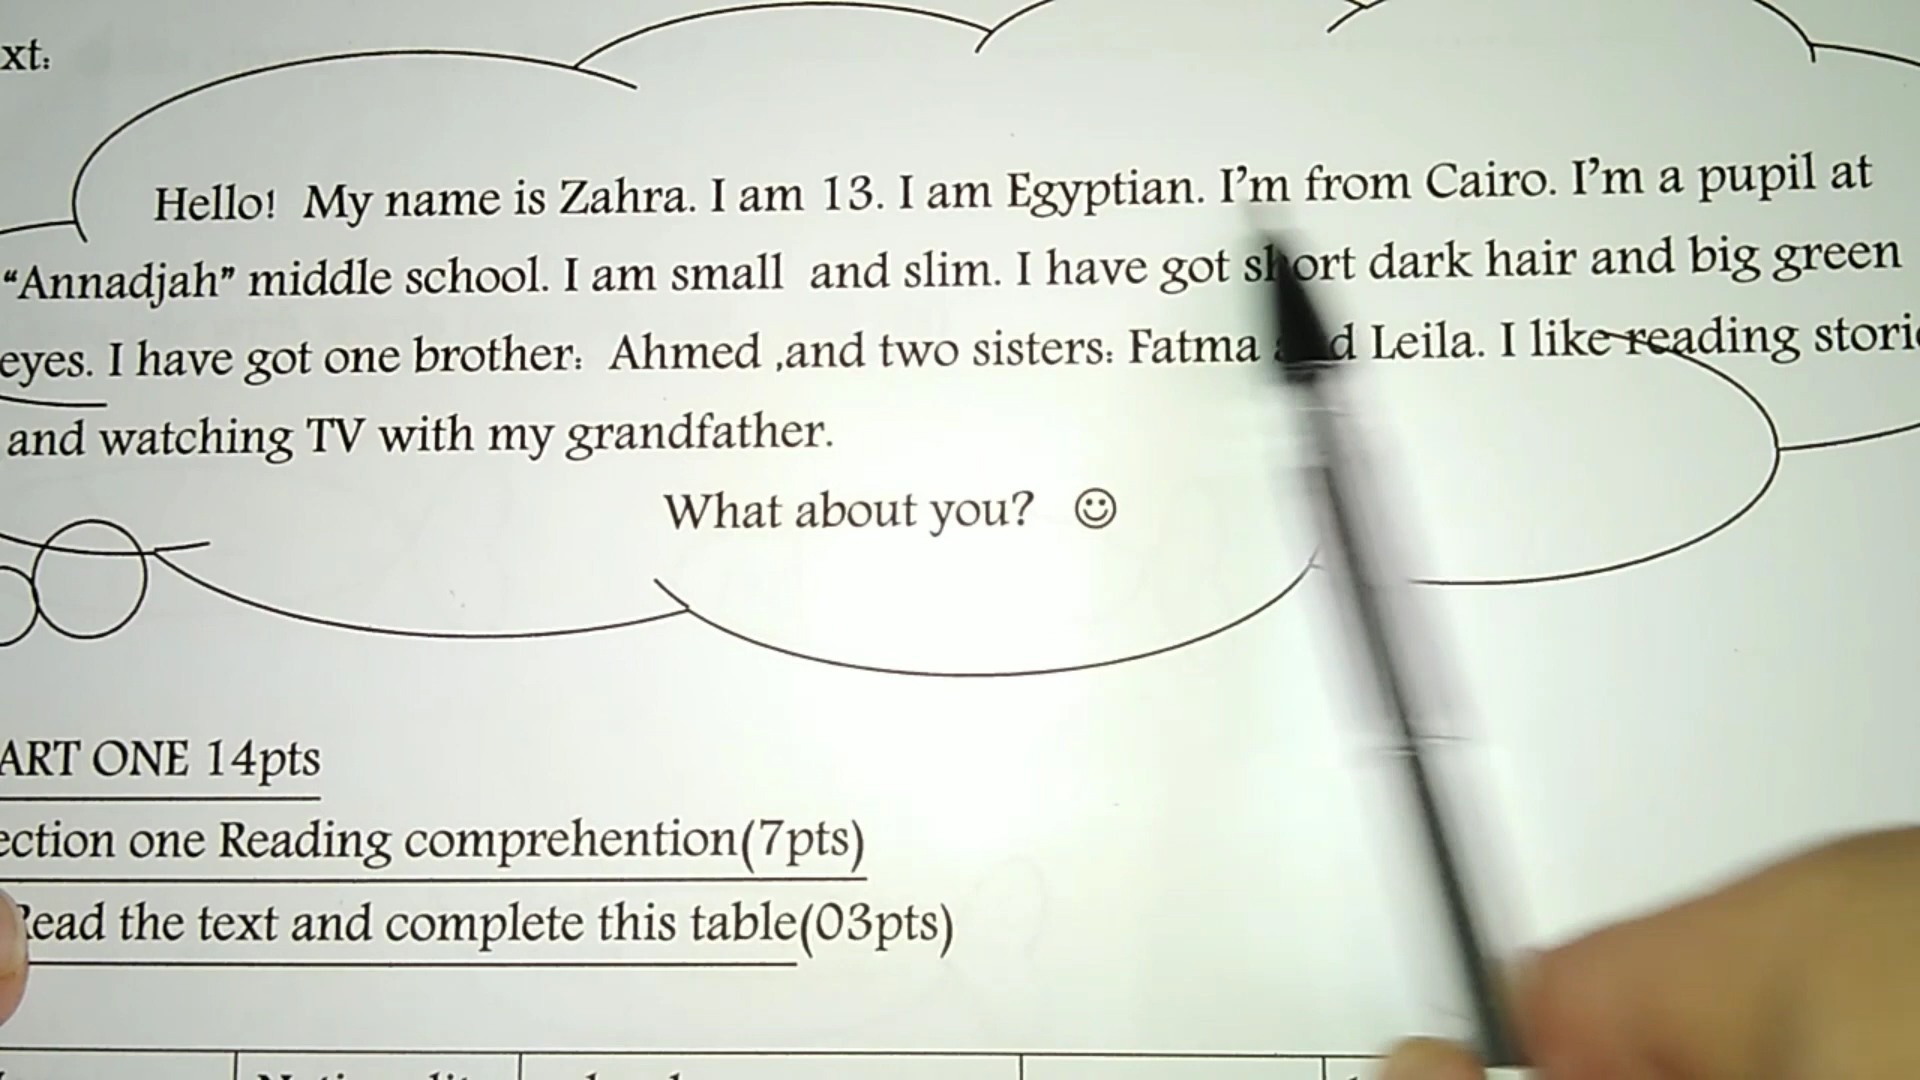 xt:
Hello! My name is Zahra. I am 13. I am Egyptian. I'm from Cairo. I'm a pupil at
"Annadjah" middle school. I am small and slim. I have got short dark hair and big green
eyes. I have got one brother: Ahmed ,and two sisters: Fatma and Leila. I like reading stori
and watching TV with my grandfather.
What about you? ☺
ART ONE 14pts
ection one Reading comprehention(7pts)
Read the text and complete this table(03pts)